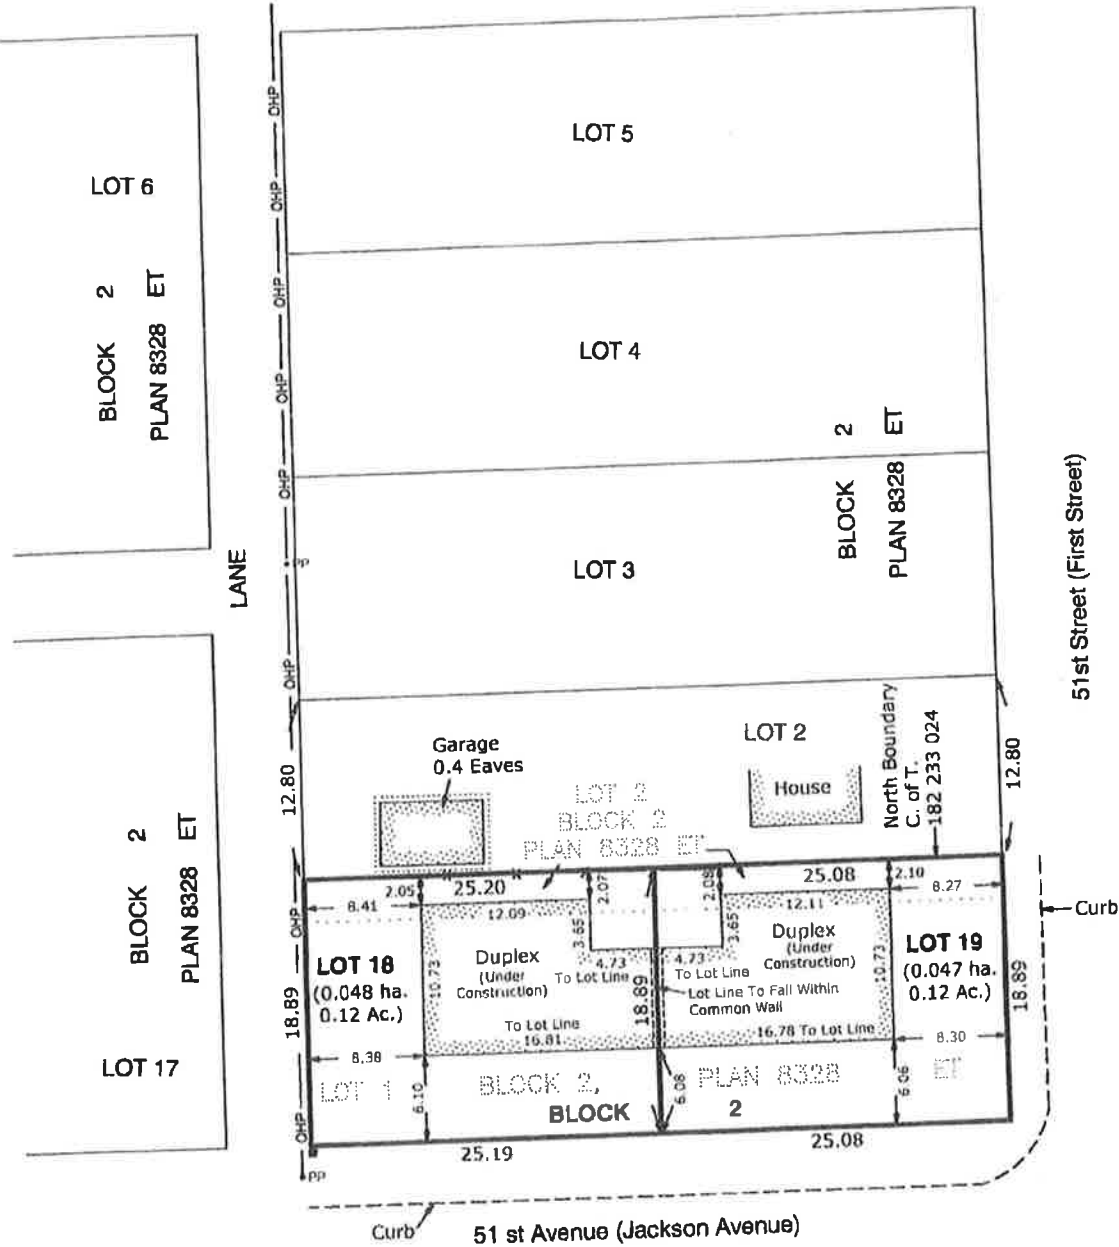 OHP
OHP
OHP
OHP
OHP
OHP
OHP
OHP
LOT 6
BLOCK 2
PLAN 8328 ET
LOT 5
LOT 4
LOT 3
BLOCK 2
PLAN 8328 ET
PP
LANE
51st Street (First Street)
LOT 2
Garage
0.4 Eaves
House
North Boundary
C. of T.
182 233 024
12.80
12.80
LOT 2
BLOCK 2
PLAN 8328 ET
BLOCK 2
PLAN 8328 ET
LOT 17
2.05
25.20
2.07
2.08
25.08
2.10
8.41
8.27
12.09
12.11
3.65
3.65
Duplex
(Under
Construction)
4.73
To Lot Line
4.73
To Lot Line
Duplex
(Under
Construction)
LOT 18
(0.048 ha.
0.12 Ac.)
LOT 19
(0.047 ha.
0.12 Ac.)
10.73
10.73
18.89
18.89
18.89
Lot Line To Fall Within
Common Wall
To Lot Line
16.81
16.78 To Lot Line
8.38
8.30
6.10
6.08
6.06
LOT 1 BLOCK 2, PLAN 8328 ET
BLOCK 2
OHP
25.19
25.08
PP
Curb
Curb
51 st Avenue (Jackson Avenue)